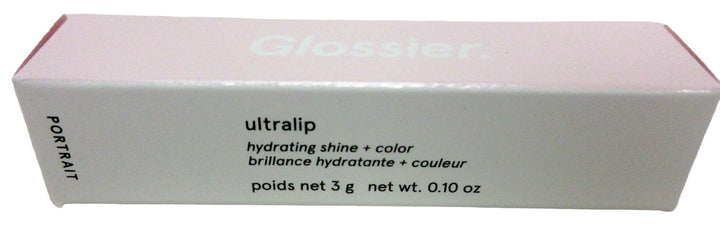 Glossier.
PORTRAIT
ultralip
hydrating shine + color
brillance hydratante + couleur
poids net 3 g net wt. 0.10 oz